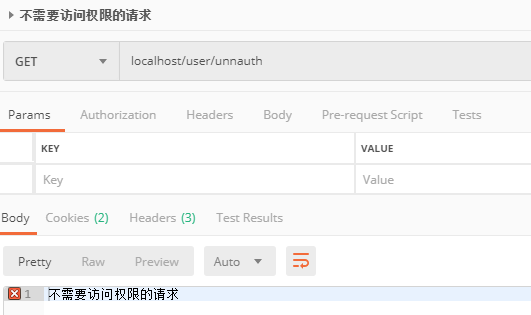 不需要访问权限的请求
GET localhost/user/unnauth
Params Authorization Headers Body Pre-request Script Tests
KEY VALUE
Key Value
Body Cookies (2) Headers (3) Test Results
Pretty Raw Preview Auto
1 不需要访问权限的请求